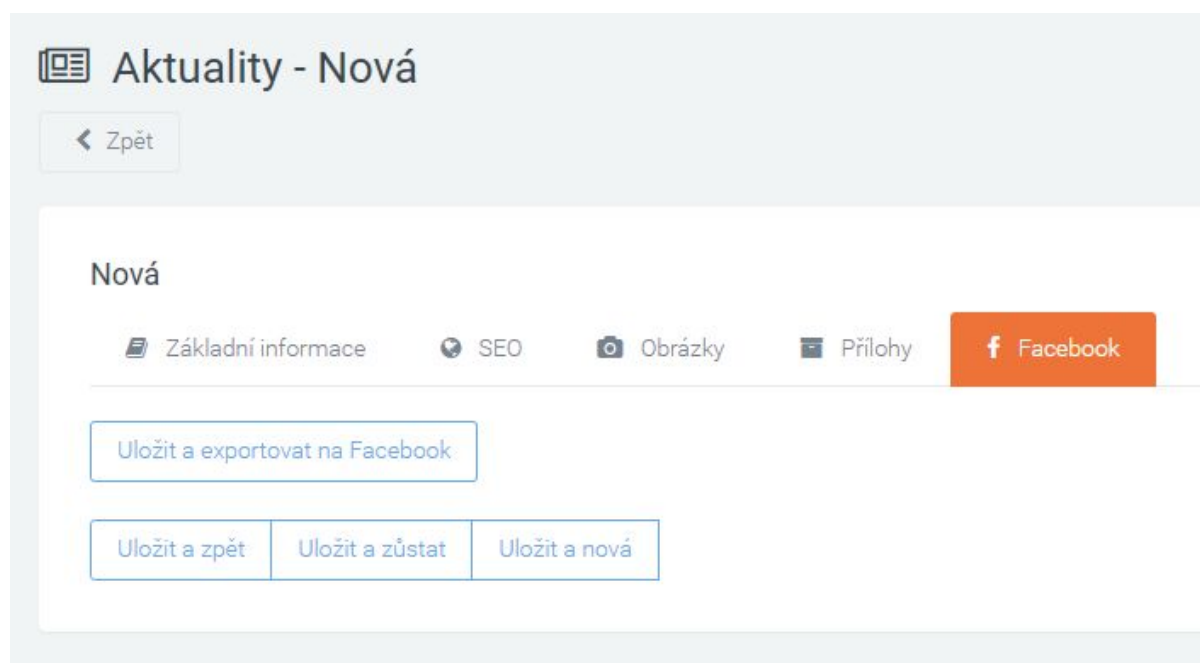 Aktuality - Nová
Zpět
Nová
Základní informace SEO Obrázky Přílohy Facebook
Uložit a exportovat na Facebook
Uložit a zpět Uložit a zůstat Uložit a nová